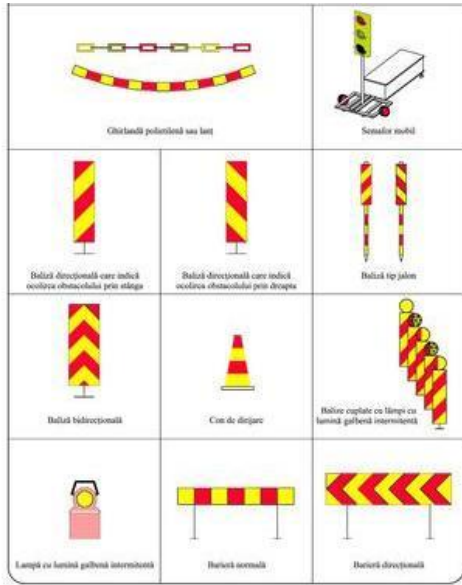 Ghirlandă polietilenă sau lanț
Semafor mobil
Baliză direcțională care indică
ocolirea obstacolului prin stânga
Baliză direcțională care indică
ocolirea obstacolului prin dreapta
Baliză tip jalon
Baliză bidirecțională
Con de dirijare
Balize cuplate cu lămpi cu
lumină galbenă intermitentă
Lampă cu lumină galbenă intermitentă
Barieră normală
Barieră direcțională